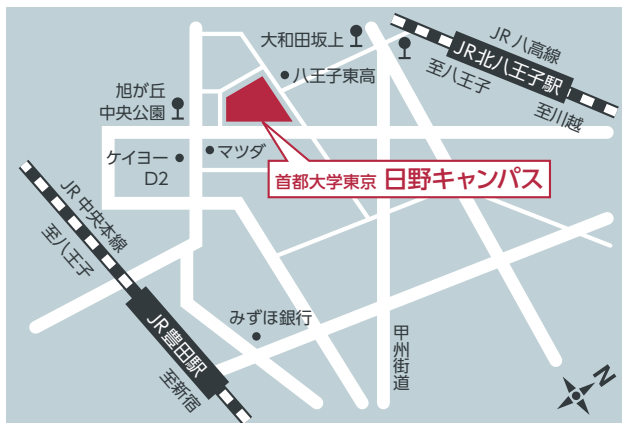 大和田坂上
JR 八高線
JR北八王子駅
至八王子
至川越
八王子東高
旭が丘
中央公園
ケイヨー
D2
マツダ
首都大学東京 日野キャンパス
JR 中央本線
至八王子
JR豊田駅
至新宿
みずほ銀行
甲州街道
N